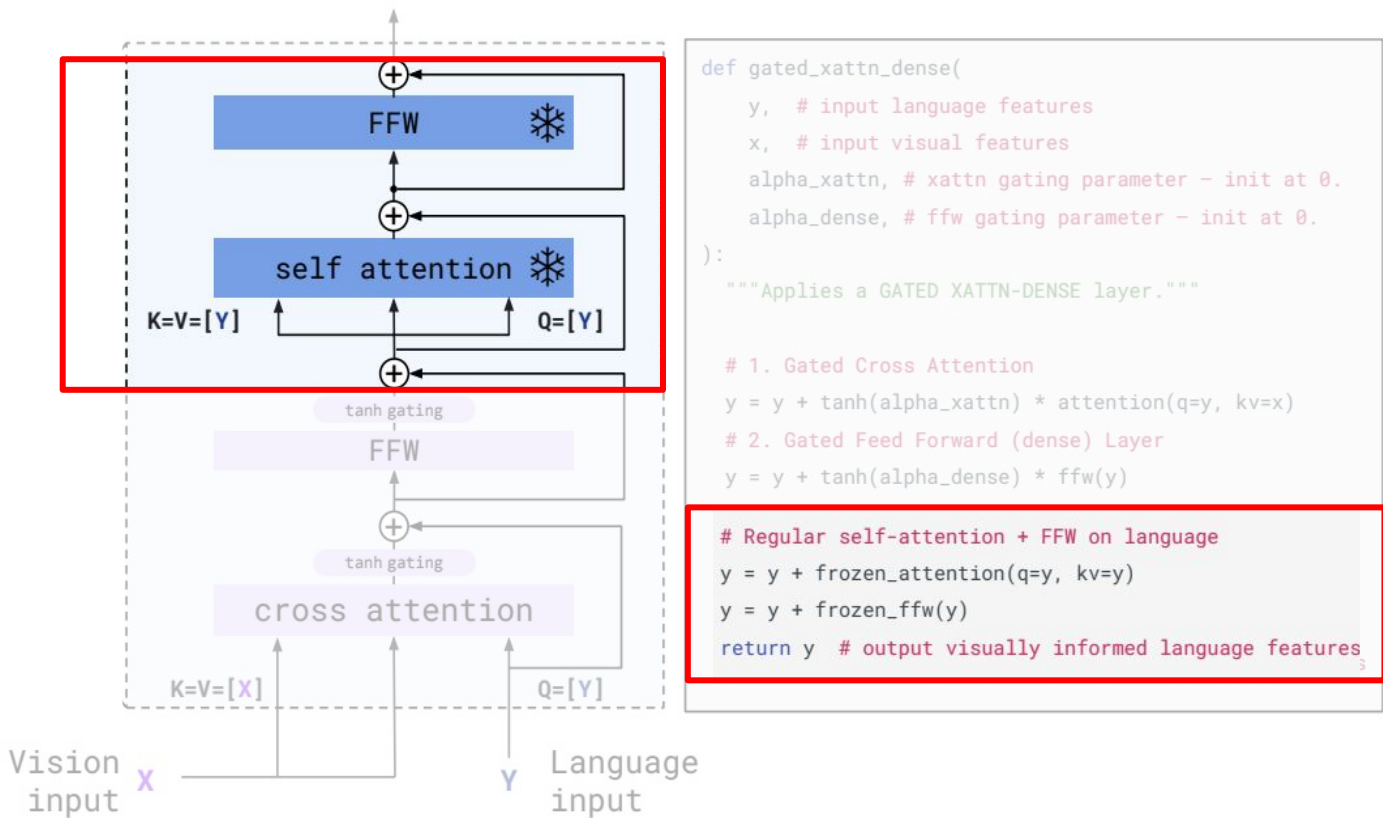 FFW
self attention
K=V=[Y]
Q=[Y]
tanh gating
FFW
tanh gating
cross attention
K=V=[X]
Q=[Y]
Vision
input
X
Y
Language
input
def gated_xattn_dense(
y, # input language features
x, # input visual features
alpha_xattn, # xattn gating parameter – init at 0.
alpha_dense, # ffw gating parameter – init at 0.
):
"""Applies a GATED XATTN-DENSE layer."""
# 1. Gated Cross Attention
y = y + tanh(alpha_xattn) * attention(q=y, kv=x)
# 2. Gated Feed Forward (dense) Layer
y = y + tanh(alpha_dense) * ffw(y)
# Regular self-attention + FFW on language
y = y + frozen_attention(q=y, kv=y)
y = y + frozen_ffw(y)
return y # output visually informed language features